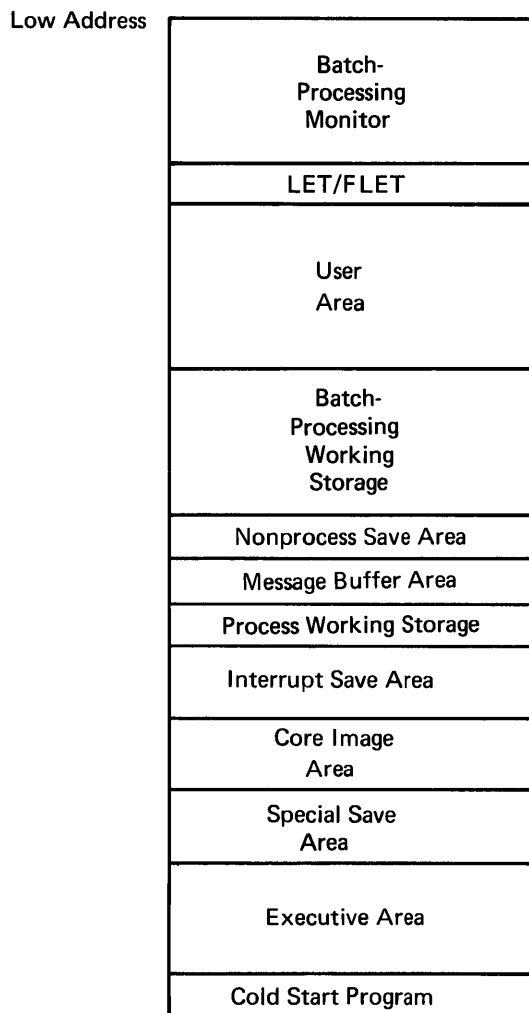 Low Address
Batch-
Processing
Monitor
LET/FLET
User
Area
Batch-
Processing
Working
Storage
Nonprocess Save Area
Message Buffer Area
Process Working Storage
Interrupt Save Area
Core Image
Area
Special Save
Area
Executive Area
Cold Start Program